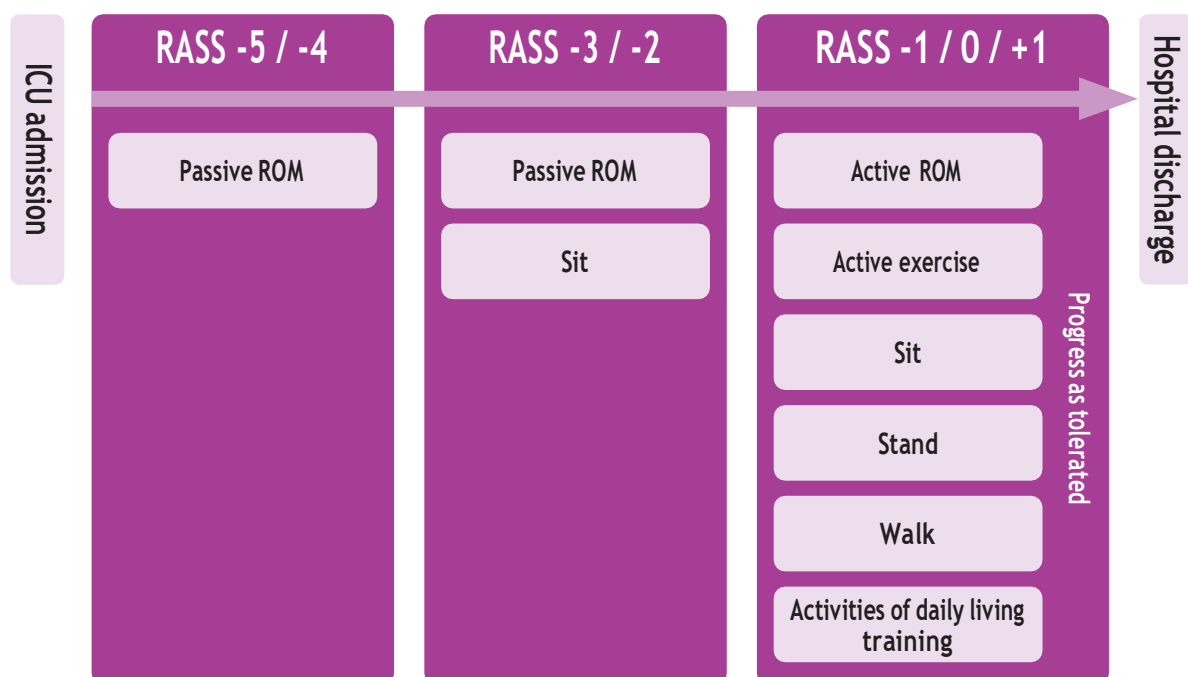 ICU admission
RASS -5 / -4
Passive ROM
RASS -3 / -2
Passive ROM
Sit
RASS -1 / 0 / +1
Active ROM
Active exercise
Sit
Stand
Walk
Activities of daily living
training
Progress as tolerated
Hospital discharge